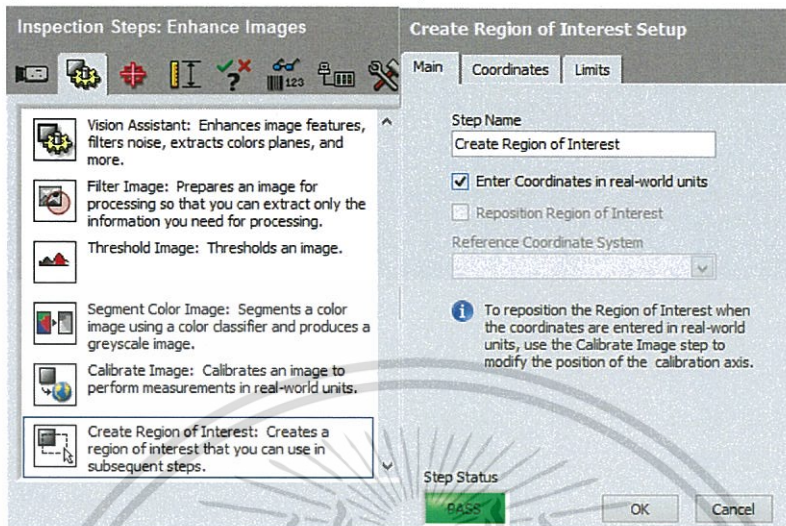 Inspection Steps: Enhance Images
123
Vision Assistant: Enhances image features,
filters noise, extracts colors planes, and
more.
Filter Image: Prepares an image for
processing so that you can extract only the
information you need for processing.
Threshold Image: Thresholds an image.
Segment Color Image: Segments a color
image using a color classifier and produces a
greyscale image.
Calibrate Image: Calibrates an image to
perform measurements in real-world units.
Create Region of Interest: Creates a
region of interest that you can use in
subsequent steps.
Create Region of Interest Setup
Main Coordinates Limits
Step Name
Create Region of Interest
Enter Coordinates in real-world units
Reposition Region of Interest
Reference Coordinate System
To reposition the Region of Interest when
the coordinates are entered in real-world
units, use the Calibrate Image step to
modify the position of the calibration axis.
Step Status
PASS OK Cancel